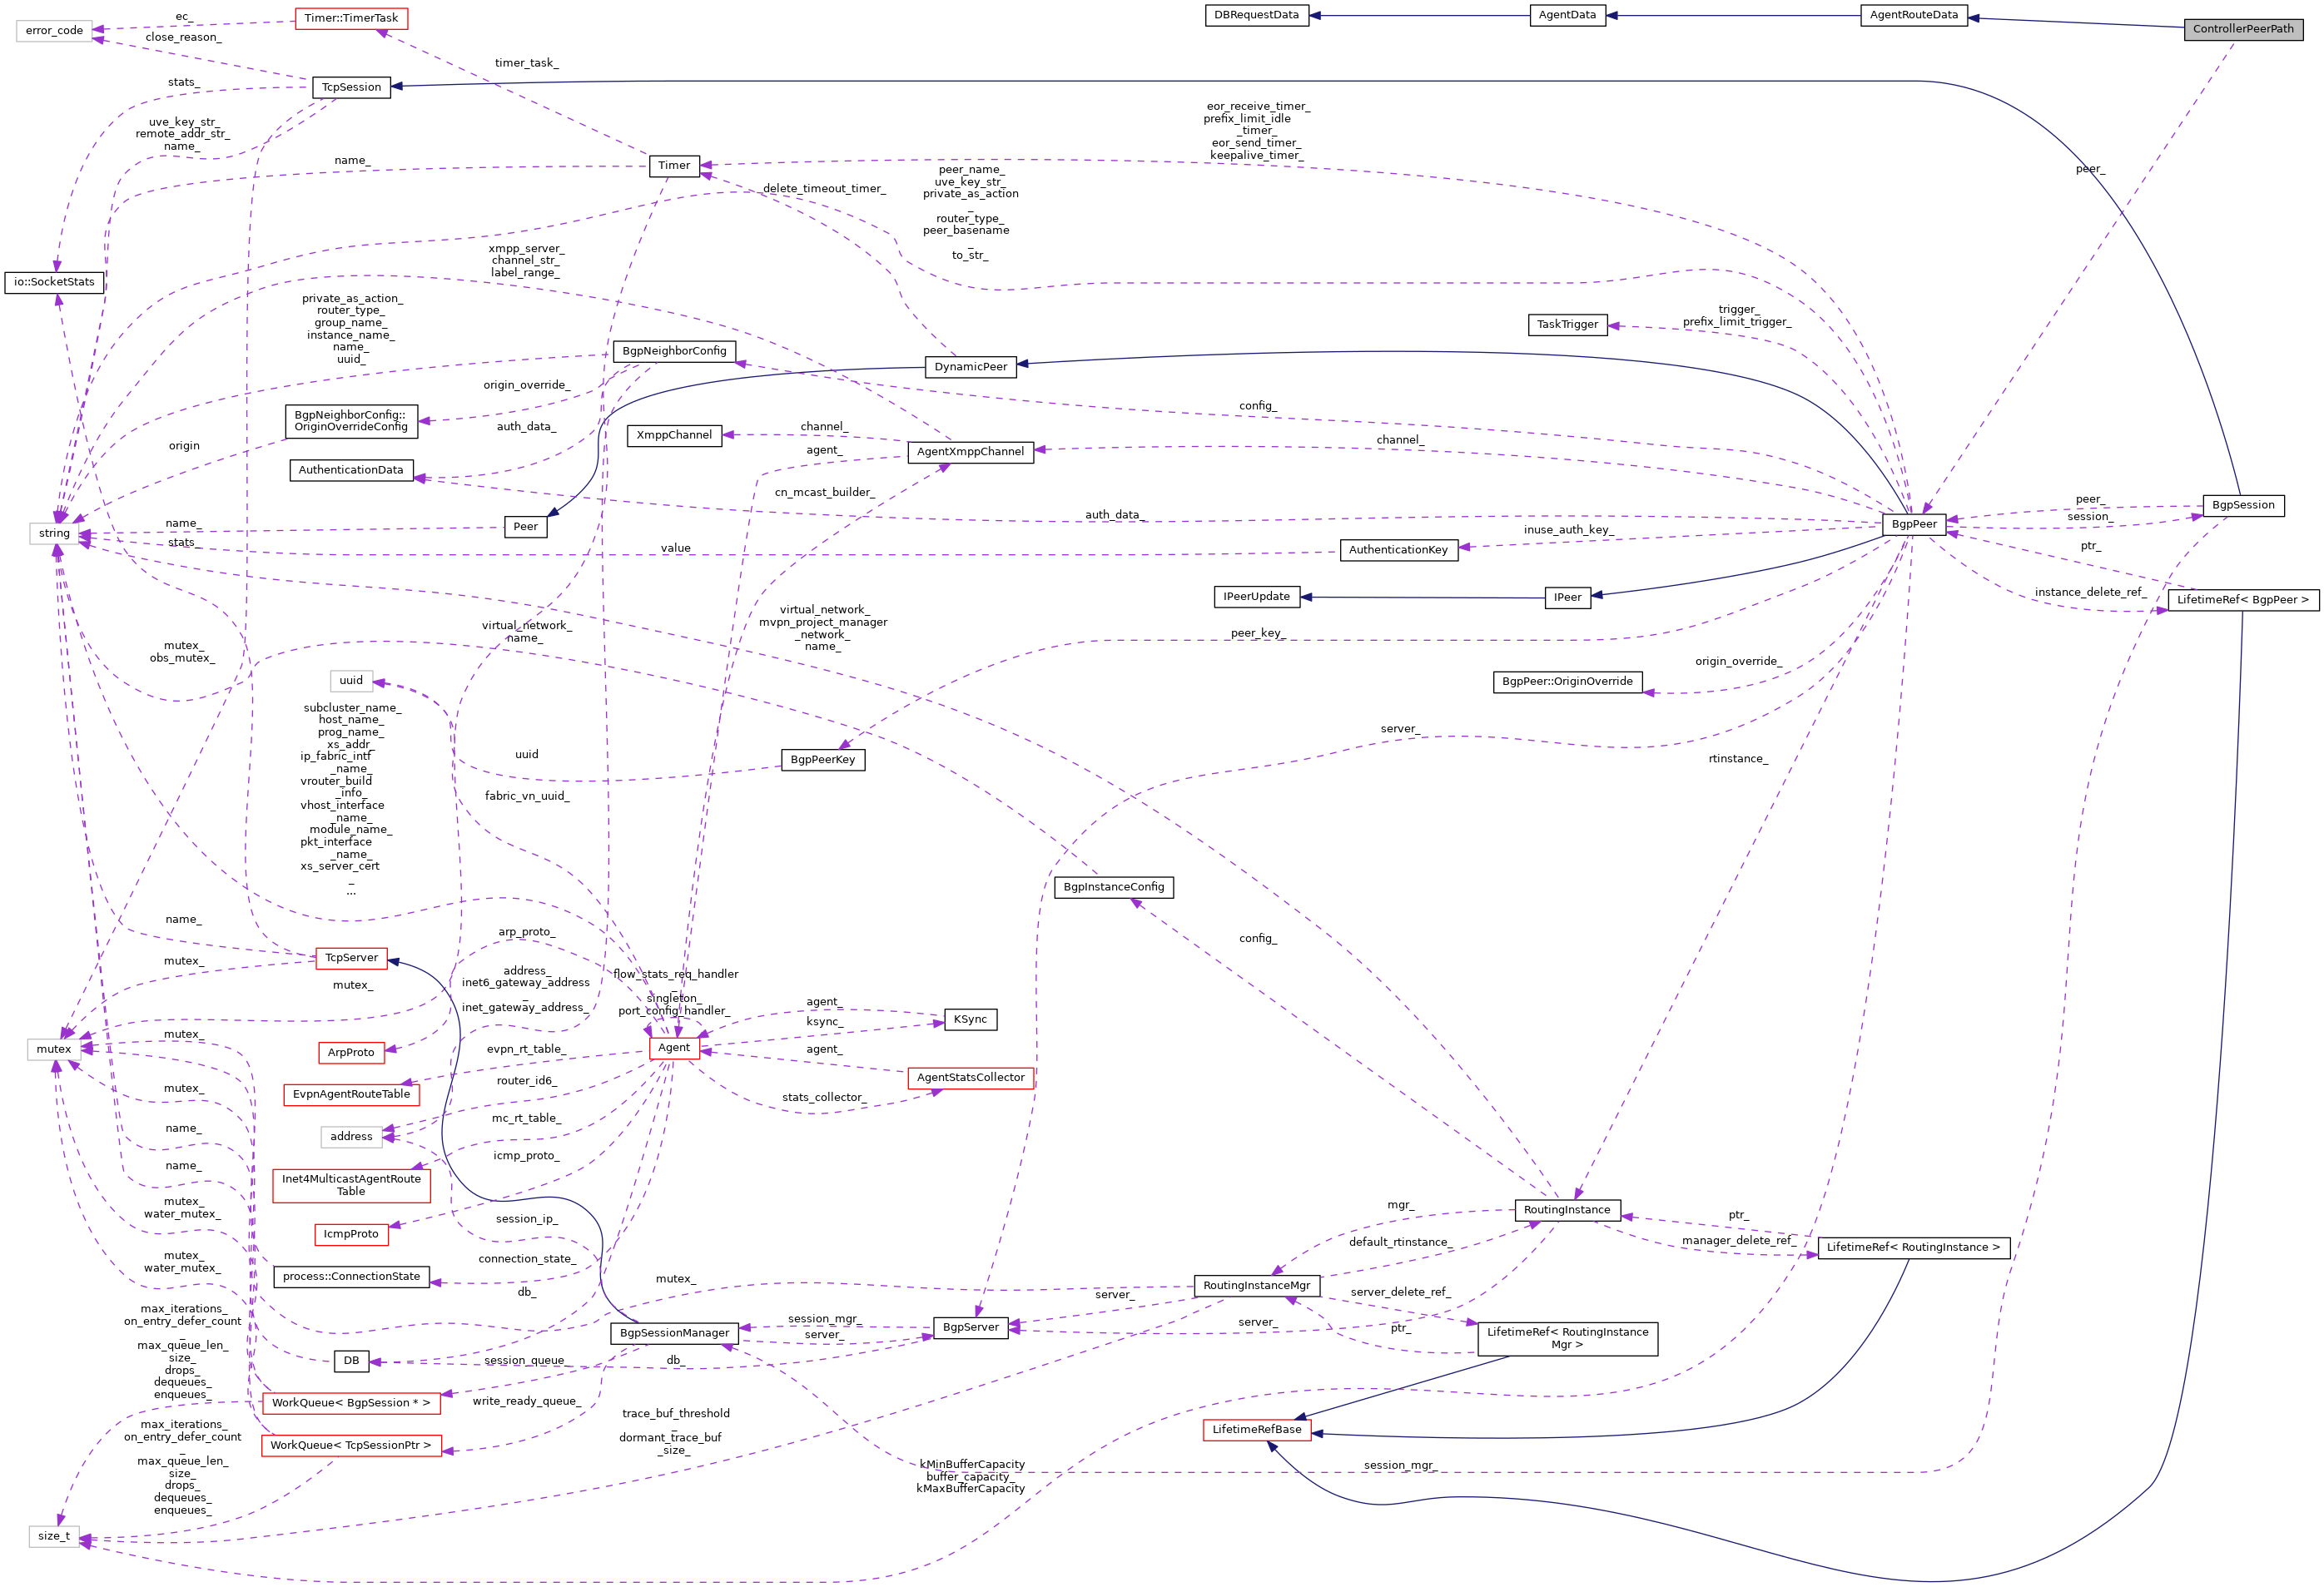 ec_
error_code
close_reason_
Timer::TimerTask
DBRequestData
AgentData
AgentRouteData
ControllerPeerPath
timer_task_
stats_
TcpSession
uve_key_str_
remote_addr_str_
name_
name_
Timer
eor_receive_timer_
prefix_limit_idle
_timer_
eor_send_timer_
keepalive_timer_
peer_
delete_timeout_timer_
peer_name_
uve_key_str_
private_as_action
_
router_type_
peer_basename
_
to_str_
xmpp_server_
channel_str_
label_range_
io::SocketStats
private_as_action_
router_type_
group_name_
instance_name_
name_
uuid_
BgpNeighborConfig
DynamicPeer
TaskTrigger
trigger_
prefix_limit_trigger_
origin_override_
BgpNeighborConfig::
OriginOverrideConfig
config_
auth_data_
XmppChannel
channel_
agent_
AgentXmppChannel
channel_
origin
AuthenticationData
cn_mcast_builder_
auth_data_
name_
stats_
string
Peer
value
AuthenticationKey
inuse_auth_key_
BgpPeer
peer_
session_
BgpSession
ptr_
IPeerUpdate
IPeer
instance_delete_ref_
LifetimeRef< BgpPeer >
virtual_network_
mvpn_project_manager
_network_
name_
virtual_network_
name_
peer_key_
mutex_
obs_mutex_
uuid
origin_override_
BgpPeer::OriginOverride
server_
rtinstance_
subcluster_name_
host_name_
prog_name_
xs_addr_
ip_fabric_intf
_name_
vrouter_build
_info_
vhost_interface
_name_
module_name_
pkt_interface
_name_
xs_server_cert
_
...
uuid
BgpPeerKey
fabric_vn_uuid_
BgpInstanceConfig
name_
arp_proto_
config_
TcpServer
mutex_
mutex_
address_
inet6_gateway_address
_
inet_gateway_address_
flow_stats_req_handler
_
singleton_
port_config_handler_
agent_
ksync_
KSync
mutex_
mutex
ArpProto
evpn_rt_table_
Agent
agent_
AgentStatsCollector
EvpnAgentRouteTable
router_id6_
stats_collector_
mutex_
name_
address
mc_rt_table_
icmp_proto_
name_
Inet4MulticastAgentRoute
Table
mutex_
water_mutex_
IcmpProto
session_ip_
mgr_
RoutingInstance
ptr_
default_rtinstance_
manager_delete_ref_
LifetimeRef< RoutingInstance >
mutex_
water_mutex_
process::ConnectionState
connection_state_
db_
mutex_
RoutingInstanceMgr
server_
server_delete_ref_
max_iterations_
on_entry_defer_count
_
max_queue_len_
size_
drops_
dequeues_
enqueues_
BgpSessionManager
session_mgr_
server_
BgpServer
server_
ptr_
LifetimeRef< RoutingInstance
Mgr >
DB
session_queue_
db_
WorkQueue< BgpSession * >
write_ready_queue_
trace_buf_threshold
_
dormant_trace_buf
_size_
LifetimeRefBase
max_iterations_
on_entry_defer_count
_
max_queue_len_
size_
drops_
dequeues_
enqueues_
WorkQueue< TcpSessionPtr >
kMinBufferCapacity
buffer_capacity_
kMaxBufferCapacity
session_mgr_
size_t